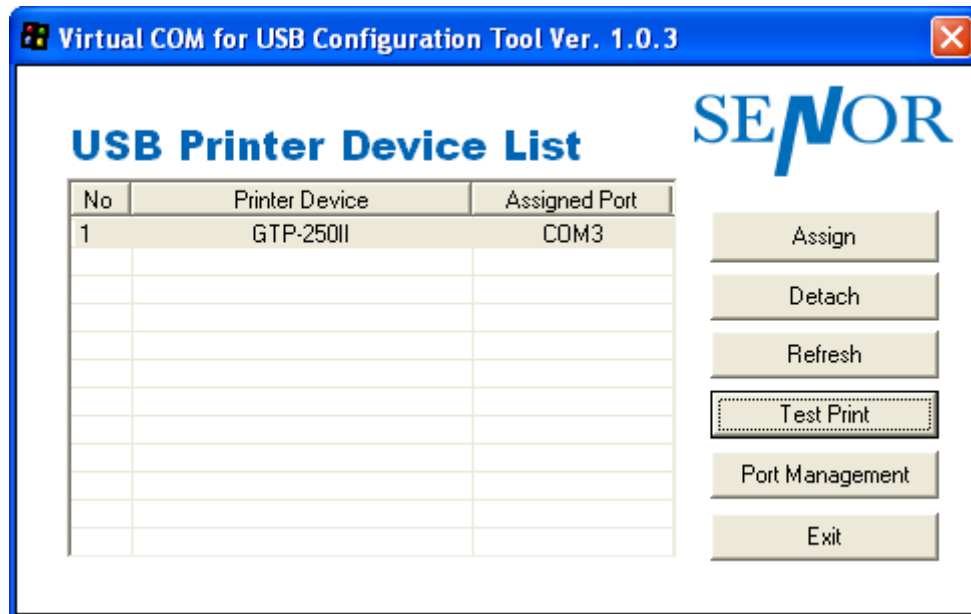 Virtual COM for USB Configuration Tool Ver. 1.0.3
SENOR
USB Printer Device List
No Printer Device Assigned Port
1 GTP-250II COM3
Assign
Detach
Refresh
Test Print
Port Management
Exit